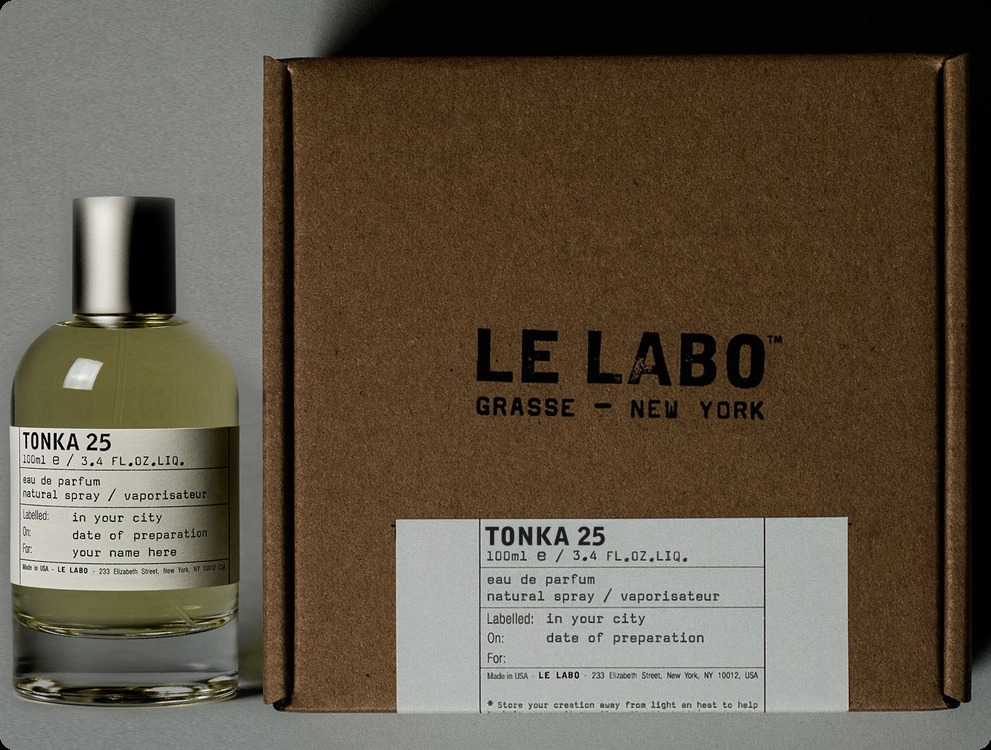 TONKA 25
100ml e / 3.4 FL.OZ.LIQ.
eau de parfum
natural spray / vaporisateur
Labelled: in your city
On: date of preparation
For: your name here
Made in USA - LE LABO - 233 Elizabeth Street, New York, NY 10012 USA
LE LABO™
GRASSE — NEW YORK
TONKA 25
100ml e / 3.4 FL.OZ.LIQ.
eau de parfum
natural spray / vaporisateur
Labelled: in your city
On: date of preparation
For:
Made in USA - LE LABO - 233 Elizabeth Street, New York, NY 10012, USA
* Store your creation away from light an heat to help